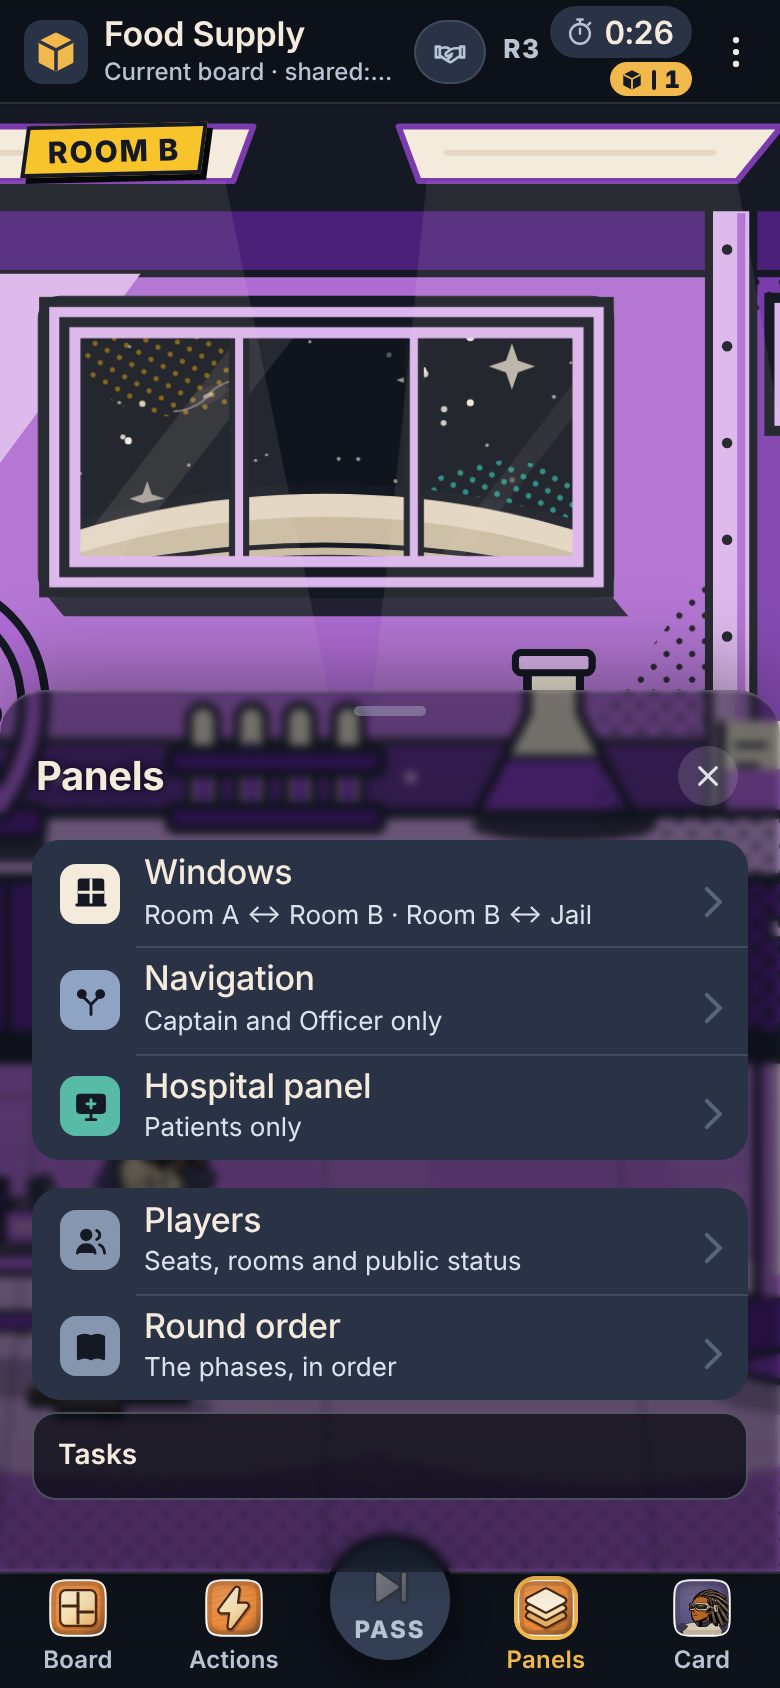 Food Supply
Current board · shared:...
R3
0:26
1
ROOM B
Panels
Windows
Room A ↔ Room B · Room B ↔ Jail
Navigation
Captain and Officer only
Hospital panel
Patients only
Players
Seats, rooms and public status
Round order
The phases, in order
Tasks
Board
Actions
PASS
Panels
Card